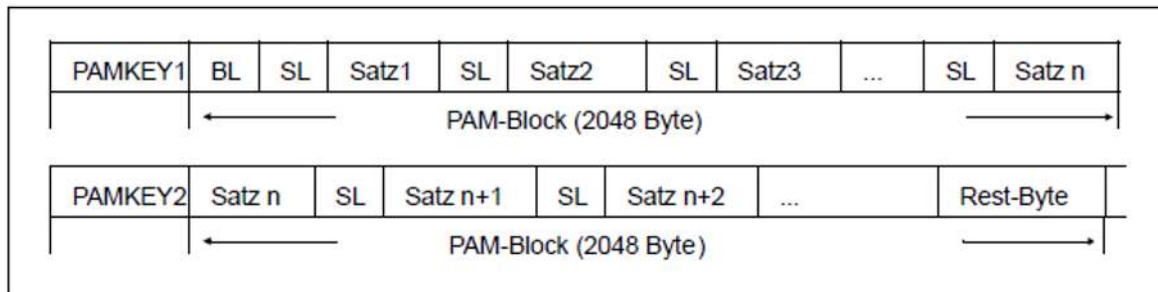 PAMKEY1 BL SL Satz1 SL Satz2 SL Satz3 ... SL Satz n
PAM-Block (2048 Byte)
PAMKEY2 Satz n SL Satz n+1 SL Satz n+2 ... Rest-Byte
PAM-Block (2048 Byte)